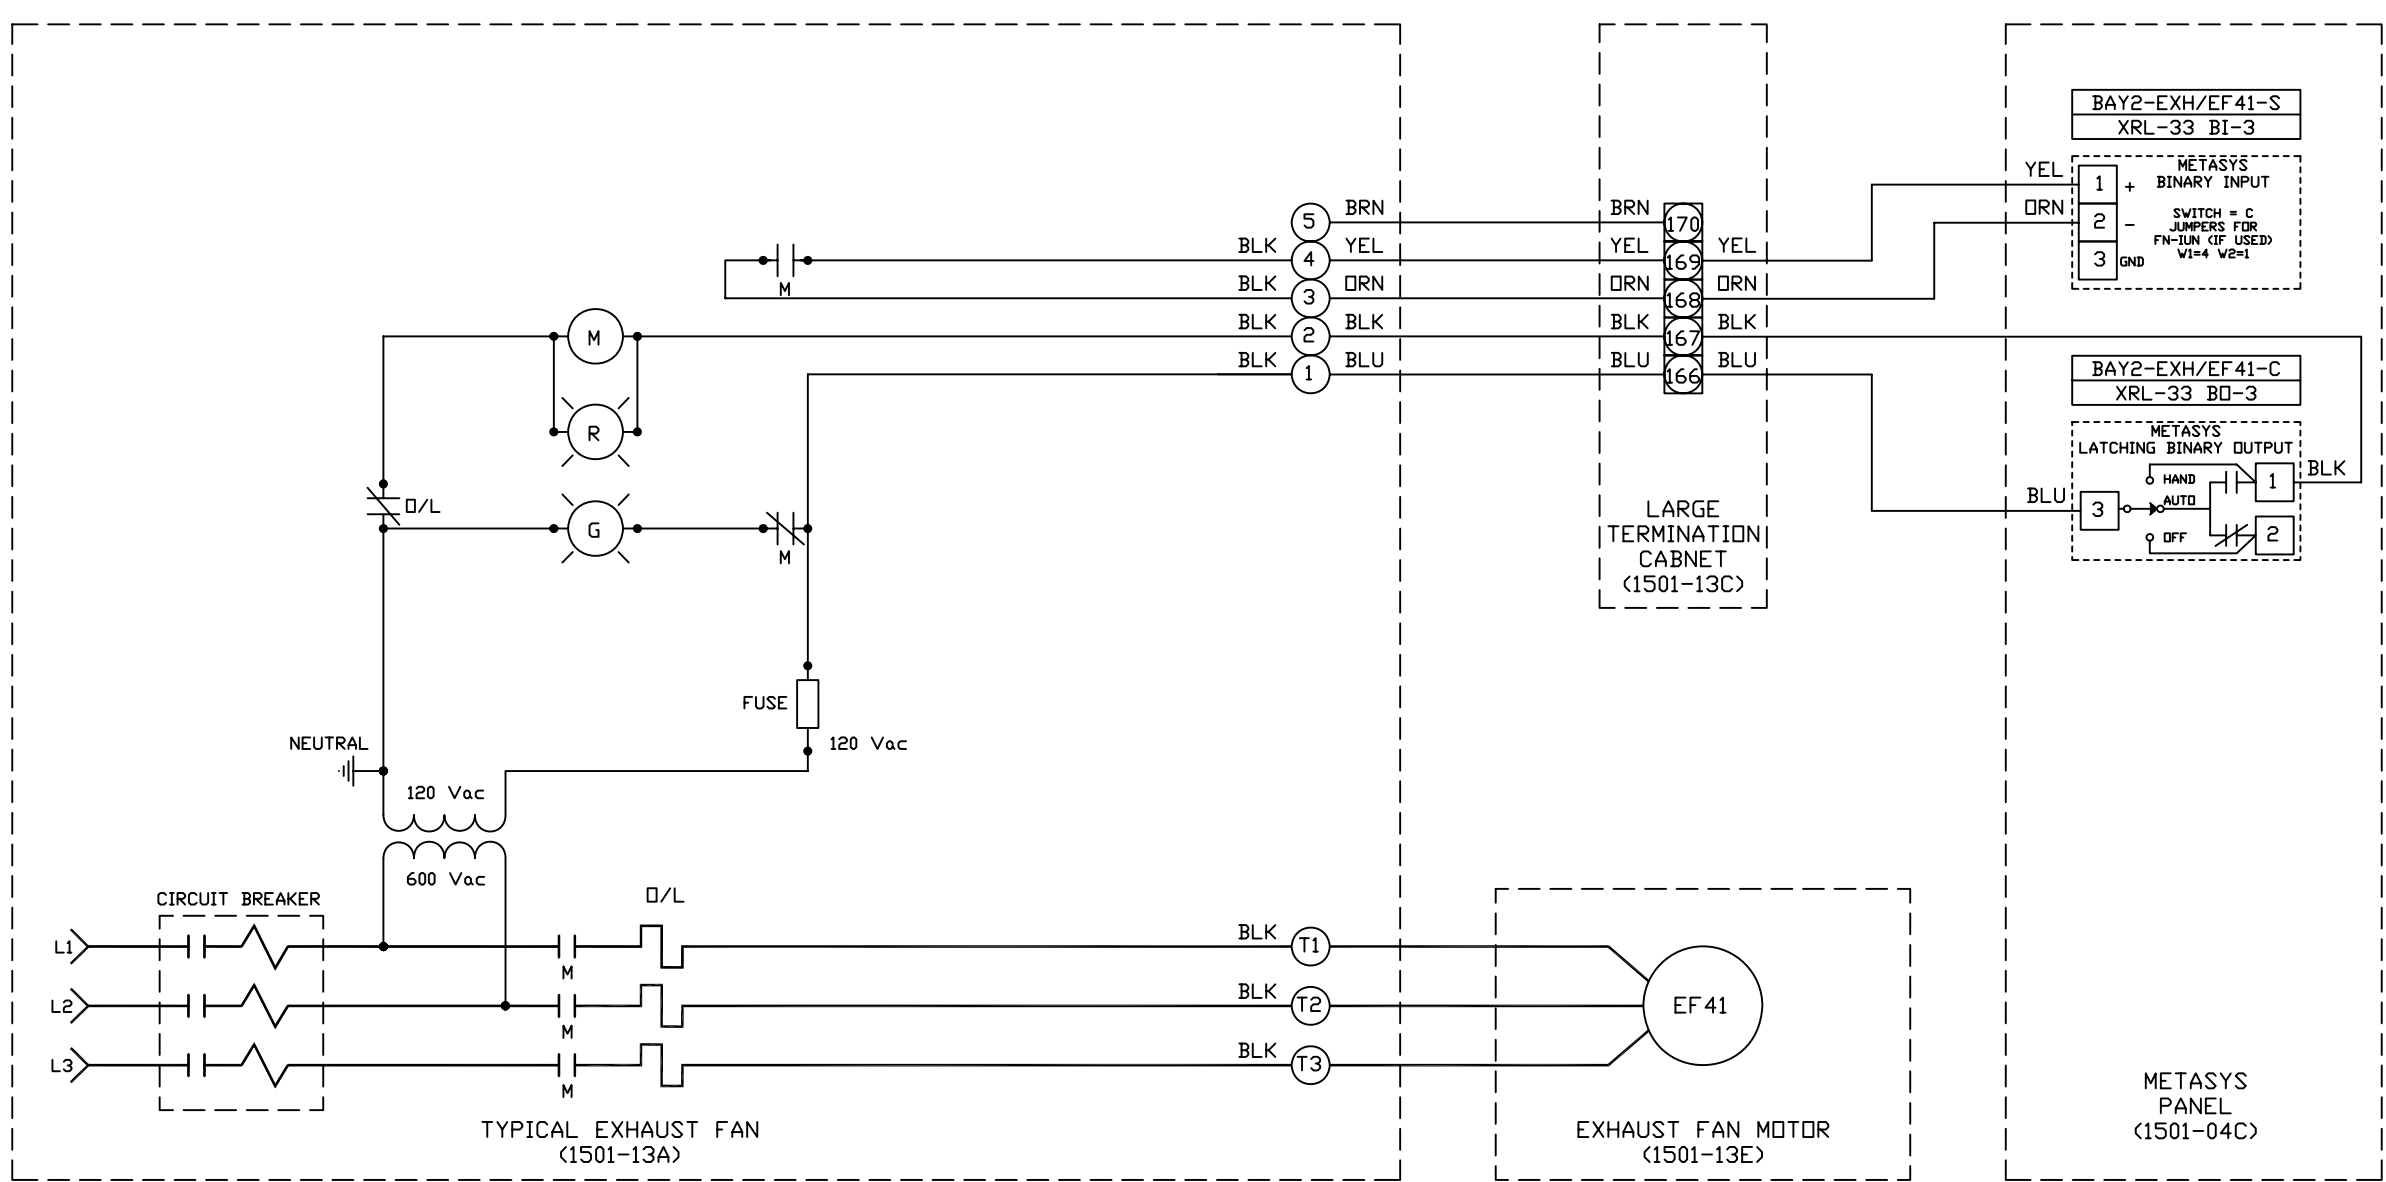 BAY2-EXH/EF41-S
XRL-33 BI-3
METASYS
BINARY INPUT
SWITCH = C
JUMPERS FOR
FN-IUN (IF USED)
W1=4 W2=1
YEL 1 +
ORN 2 -
3 GND
5 BRN BRN 170
BLK 4 YEL YEL 169 YEL
M
BLK 3 ORN ORN 168 ORN
M BLK 2 BLK BLK 167 BLK
BLK 1 BLU BLU 166 BLU
R
G
O/L
M
BAY2-EXH/EF41-C
XRL-33 BO-3
METASYS
LATCHING BINARY OUTPUT
HAND
AUTO
OFF
1 BLK
BLU 3
2
LARGE
TERMINATION
CABNET
(1501-13C)
FUSE
120 Vac
NEUTRAL
120 Vac
600 Vac
CIRCUIT BREAKER
O/L
L1 M BLK T1
L2 M BLK T2
L3 M BLK T3
EF41
TYPICAL EXHAUST FAN
(1501-13A)
EXHAUST FAN MOTOR
(1501-13E)
METASYS
PANEL
(1501-04C)